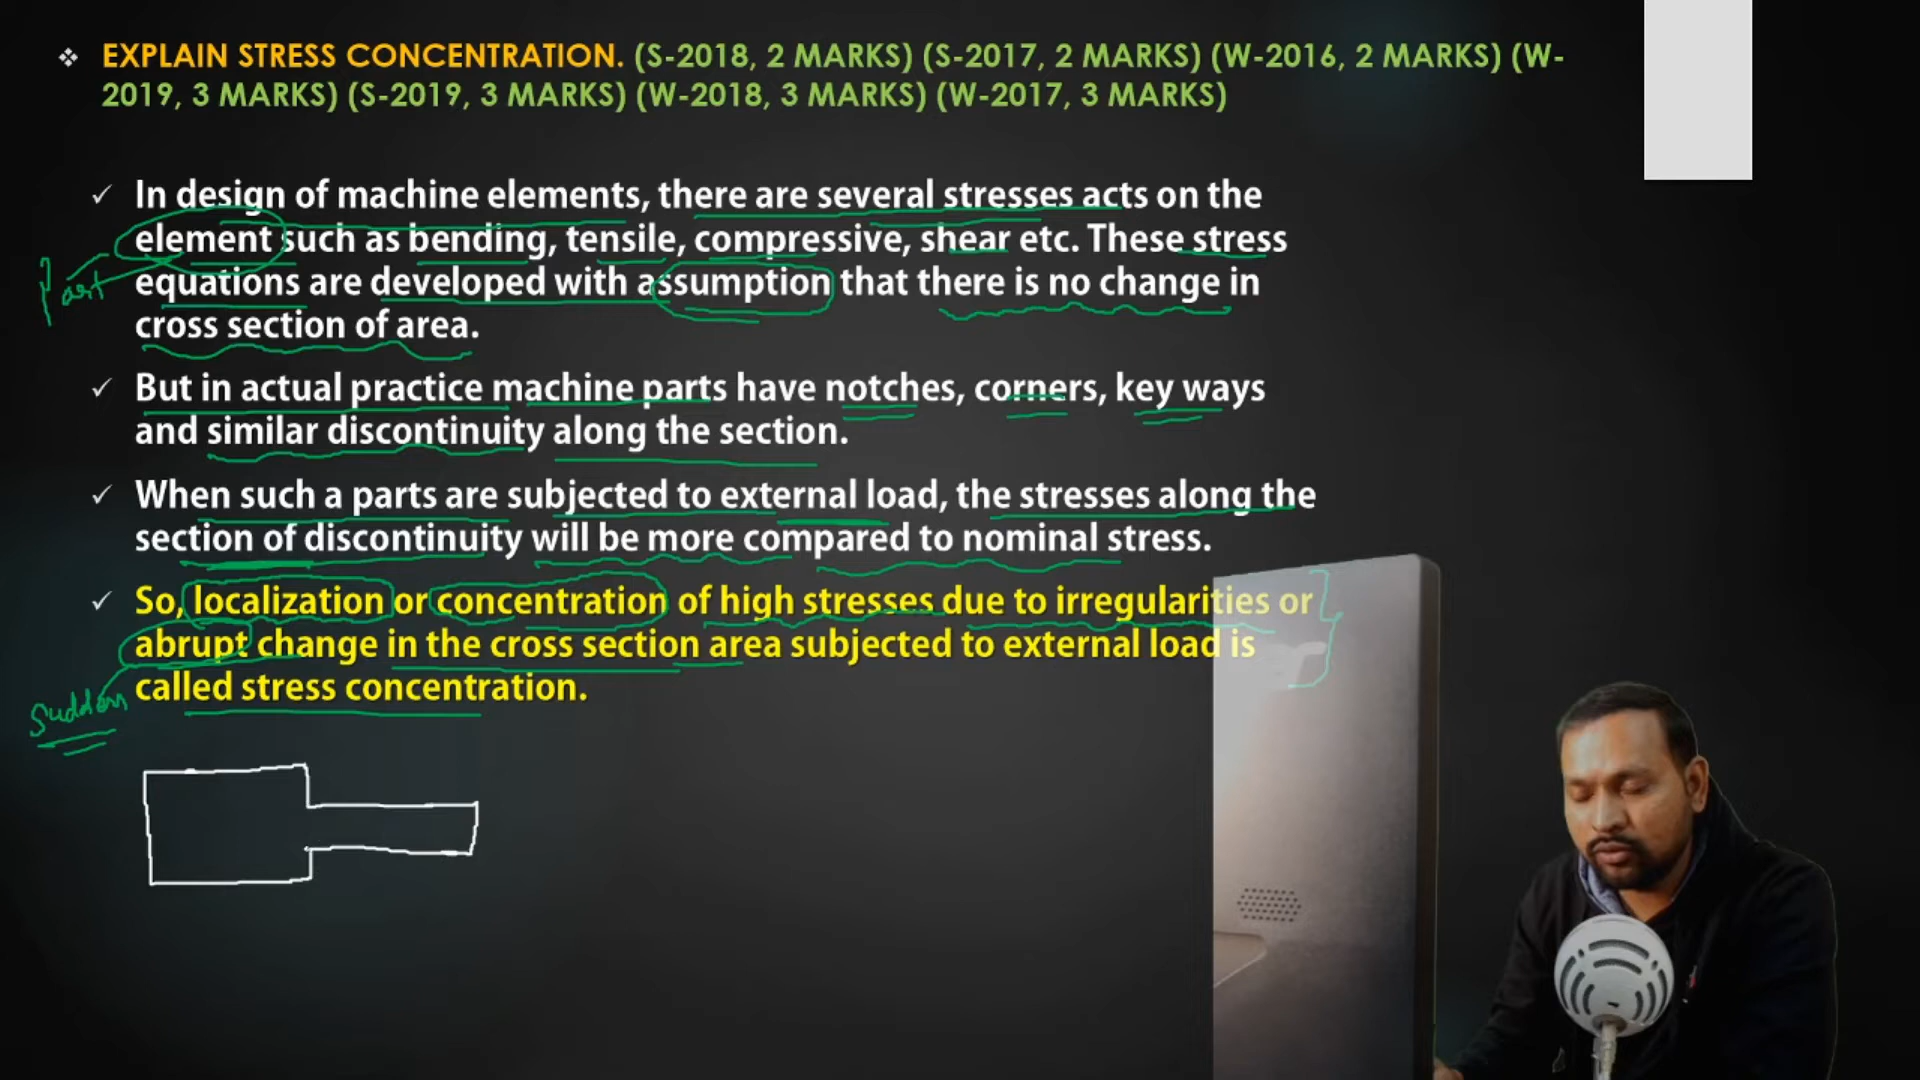 EXPLAIN STRESS CONCENTRATION. (S-2018, 2 MARKS) (S-2017, 2 MARKS) (W-2016, 2 MARKS) (W-
2019, 3 MARKS) (S-2019, 3 MARKS) (W-2018, 3 MARKS) (W-2017, 3 MARKS)
In design of machine elements, there are several stresses acts on the
element such as bending, tensile, compressive, shear etc. These stress
Part
equations are developed with assumption that there is no change in
cross section of area.
But in actual practice machine parts have notches, corners, key ways
and similar discontinuity along the section.
When such a parts are subjected to external load, the stresses along the
section of discontinuity will be more compared to nominal stress.
So, localization or concentration of high stresses due to irregularities or
abrupt change in the cross section area subjected to external load is
called stress concentration.
Sudden